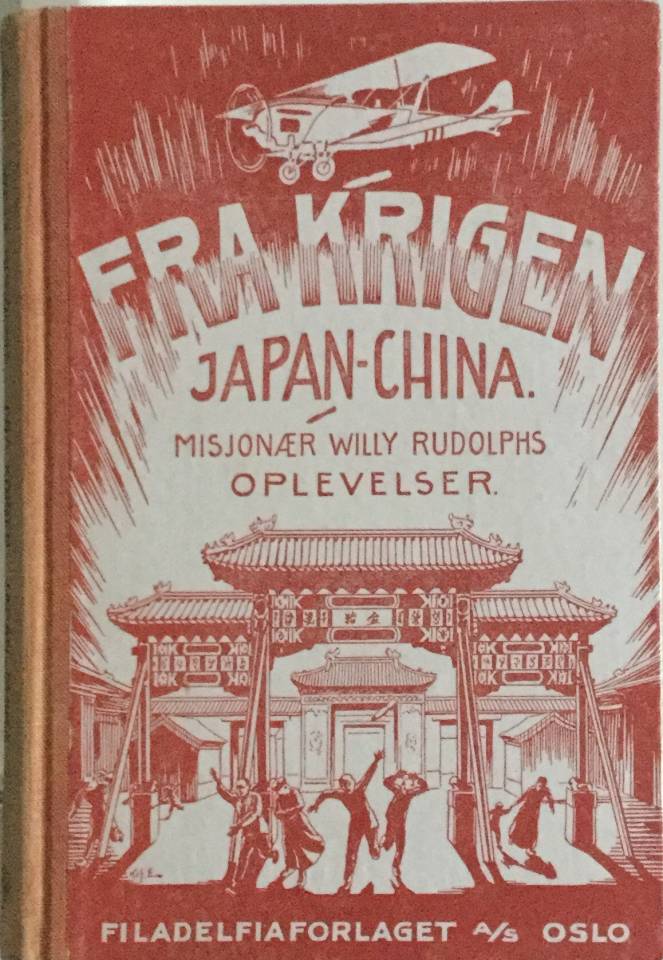 FRA KRIGEN
JAPAN-CHINA.
MISJONÆR WILLY RUDOLPHS
OPLEVELSER.
FILADELFIAFORLAGET A/S OSLO